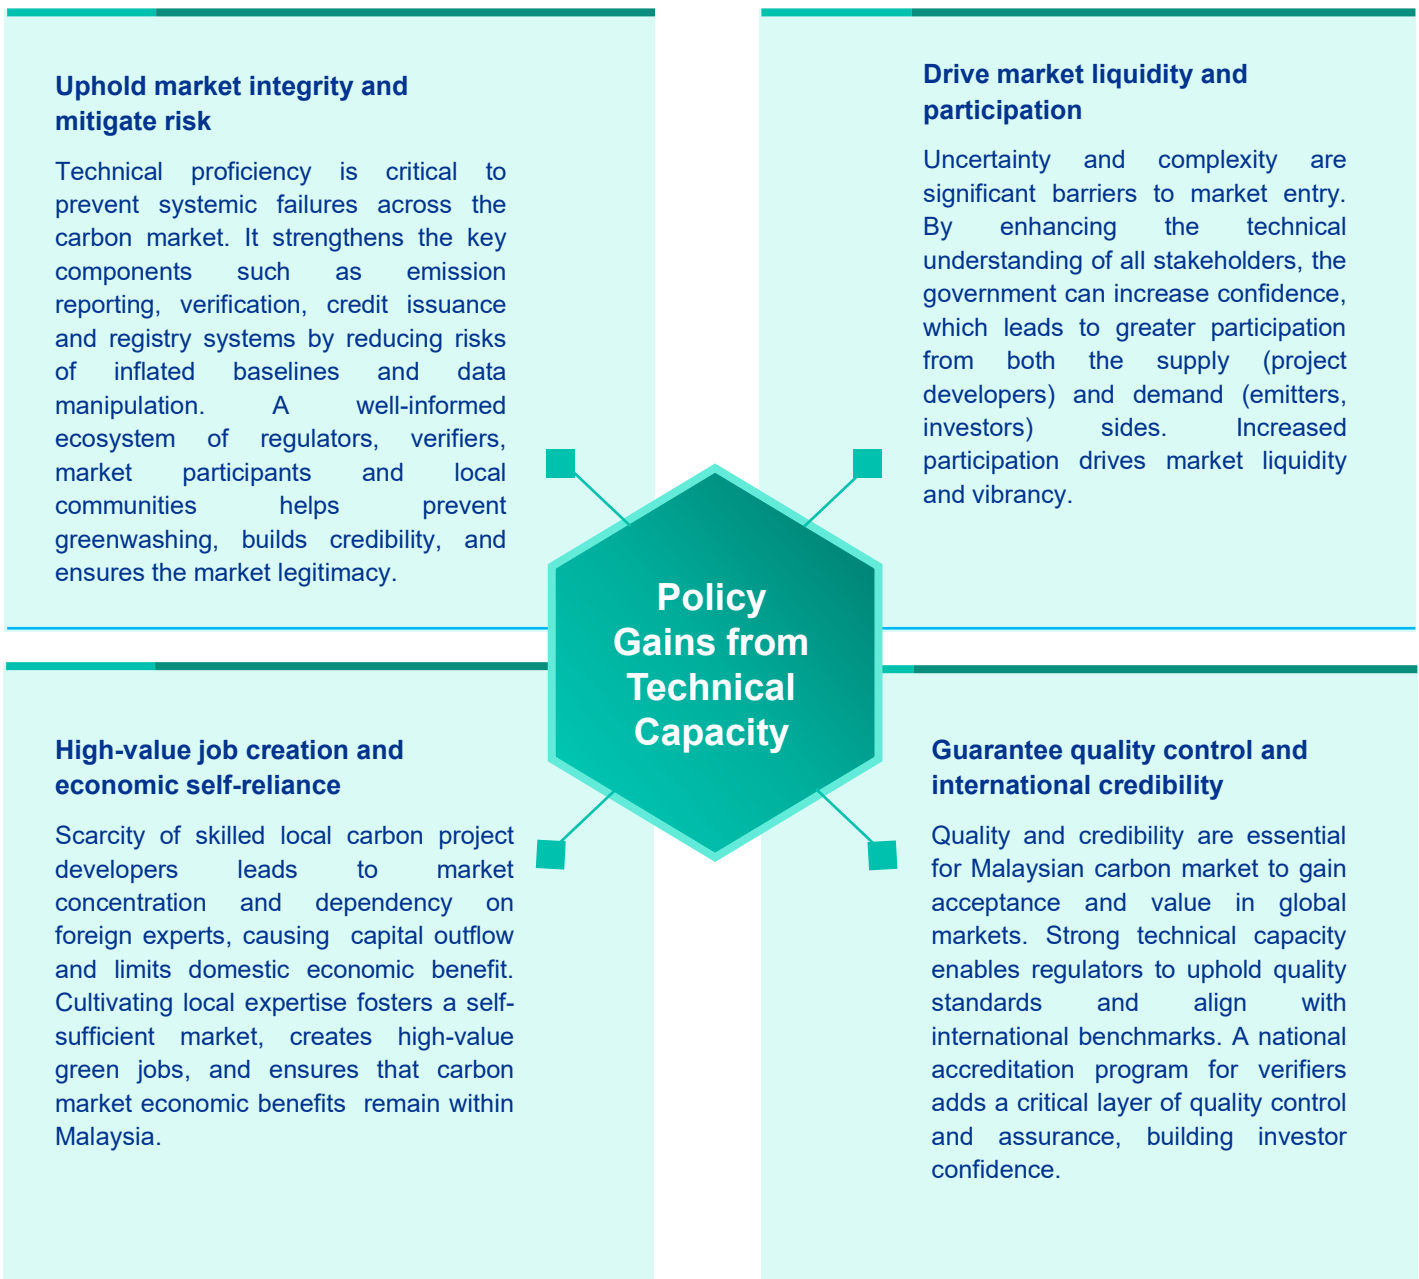 Uphold market integrity and
mitigate risk
Technical proficiency is critical to
prevent systemic failures across the
carbon market. It strengthens the key
components such as emission
reporting, verification, credit issuance
and registry systems by reducing risks
of inflated baselines and data
manipulation. A well-informed
ecosystem of regulators, verifiers,
market participants and local
communities helps prevent
greenwashing, builds credibility, and
ensures the market legitimacy.
Drive market liquidity and
participation
Uncertainty and complexity are
significant barriers to market entry.
By enhancing the technical
understanding of all stakeholders, the
government can increase confidence,
which leads to greater participation
from both the supply (project
developers) and demand (emitters,
investors) sides. Increased
participation drives market liquidity
and vibrancy.
Policy
Gains from
Technical
Capacity
High-value job creation and
economic self-reliance
Scarcity of skilled local carbon project
developers leads to market
concentration and dependency on
foreign experts, causing capital outflow
and limits domestic economic benefit.
Cultivating local expertise fosters a self-
sufficient market, creates high-value
green jobs, and ensures that carbon
market economic benefits remain within
Malaysia.
Guarantee quality control and
international credibility
Quality and credibility are essential
for Malaysian carbon market to gain
acceptance and value in global
markets. Strong technical capacity
enables regulators to uphold quality
standards and align with
international benchmarks. A national
accreditation program for verifiers
adds a critical layer of quality control
and assurance, building investor
confidence.